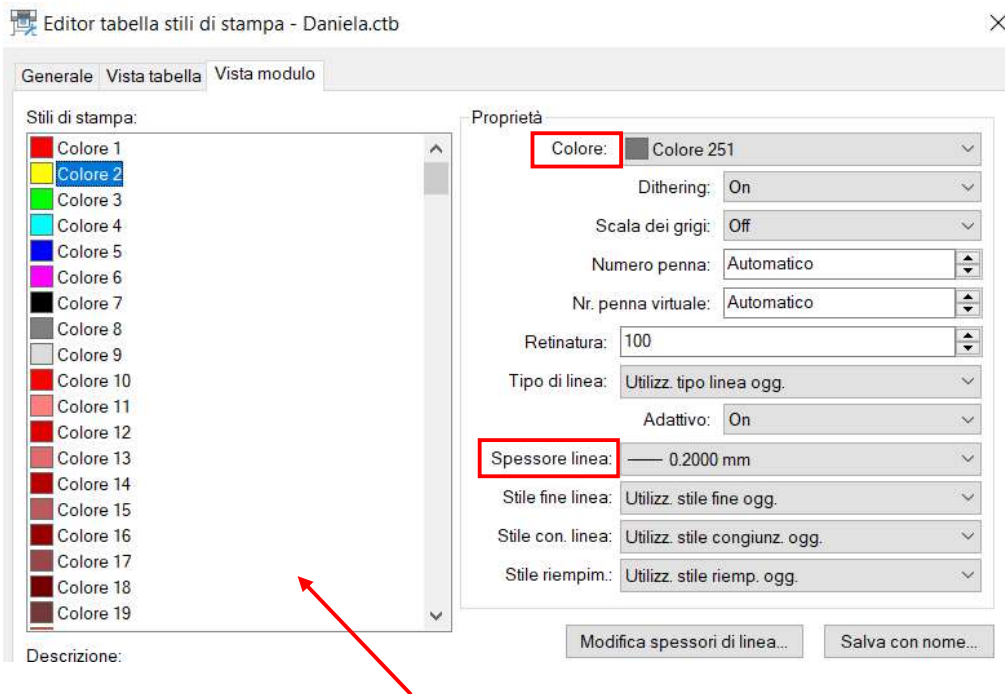 Editor tabella stili di stampa - Daniela.ctb
Generale Vista tabella Vista modulo
Stili di stampa:
Colore 1
Colore 2
Colore 3
Colore 4
Colore 5
Colore 6
Colore 7
Colore 8
Colore 9
Colore 10
Colore 11
Colore 12
Colore 13
Colore 14
Colore 15
Colore 16
Colore 17
Colore 18
Colore 19
Descrizione:
Proprietà
Colore: Colore 251
Dithering: On
Scala dei grigi: Off
Numero penna: Automatico
Nr. penna virtuale: Automatico
Retinatura: 100
Tipo di linea: Utilizz. tipo linea ogg.
Adattivo: On
Spessore linea: 0.2000 mm
Stile fine linea: Utilizz. stile fine ogg.
Stile con. linea: Utilizz. stile congiunz. ogg.
Stile riempim.: Utilizz. stile riemp. ogg.
Modifica spessori di linea... Salva con nome...